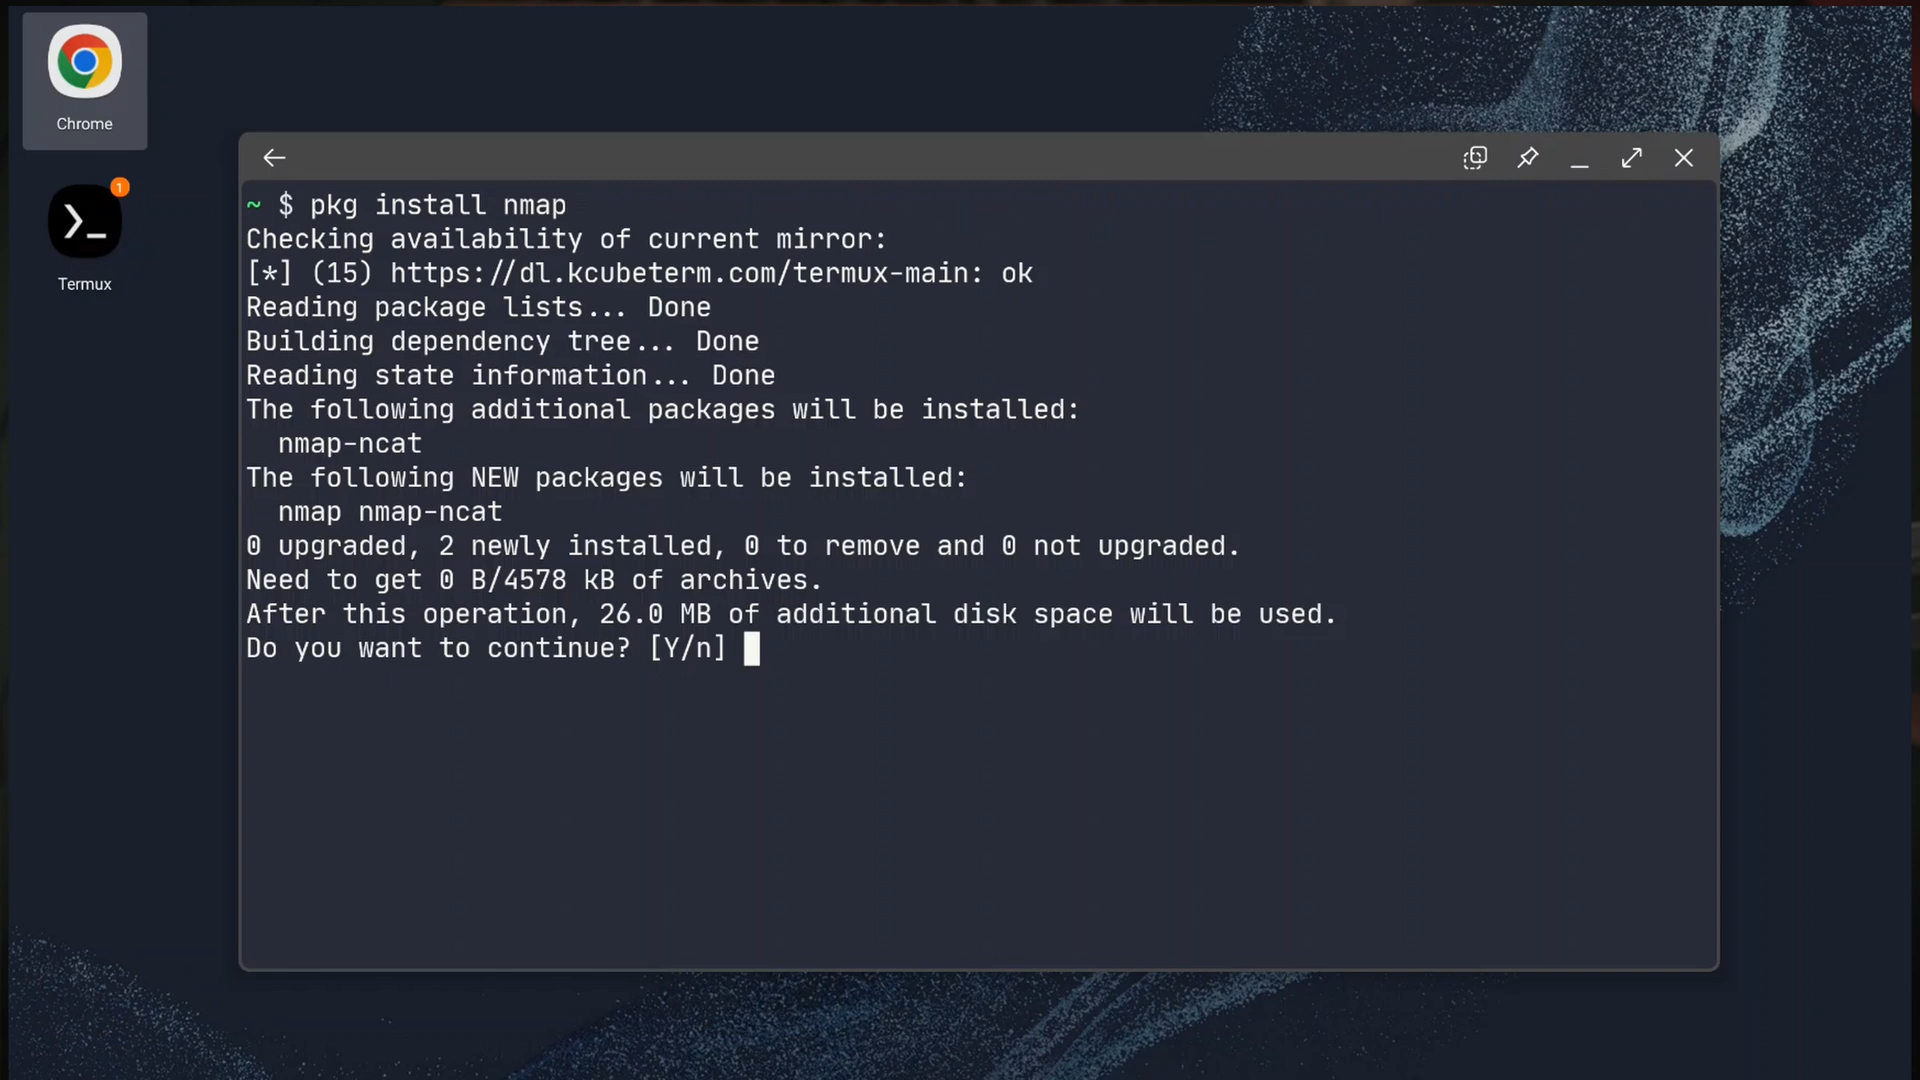 Chrome
1
Termux
~ $ pkg install nmap
Checking availability of current mirror:
[*] (15) https://dl.kcubeterm.com/termux-main: ok
Reading package lists... Done
Building dependency tree... Done
Reading state information... Done
The following additional packages will be installed:
  nmap-ncat
The following NEW packages will be installed:
  nmap nmap-ncat
0 upgraded, 2 newly installed, 0 to remove and 0 not upgraded.
Need to get 0 B/4578 kB of archives.
After this operation, 26.0 MB of additional disk space will be used.
Do you want to continue? [Y/n]